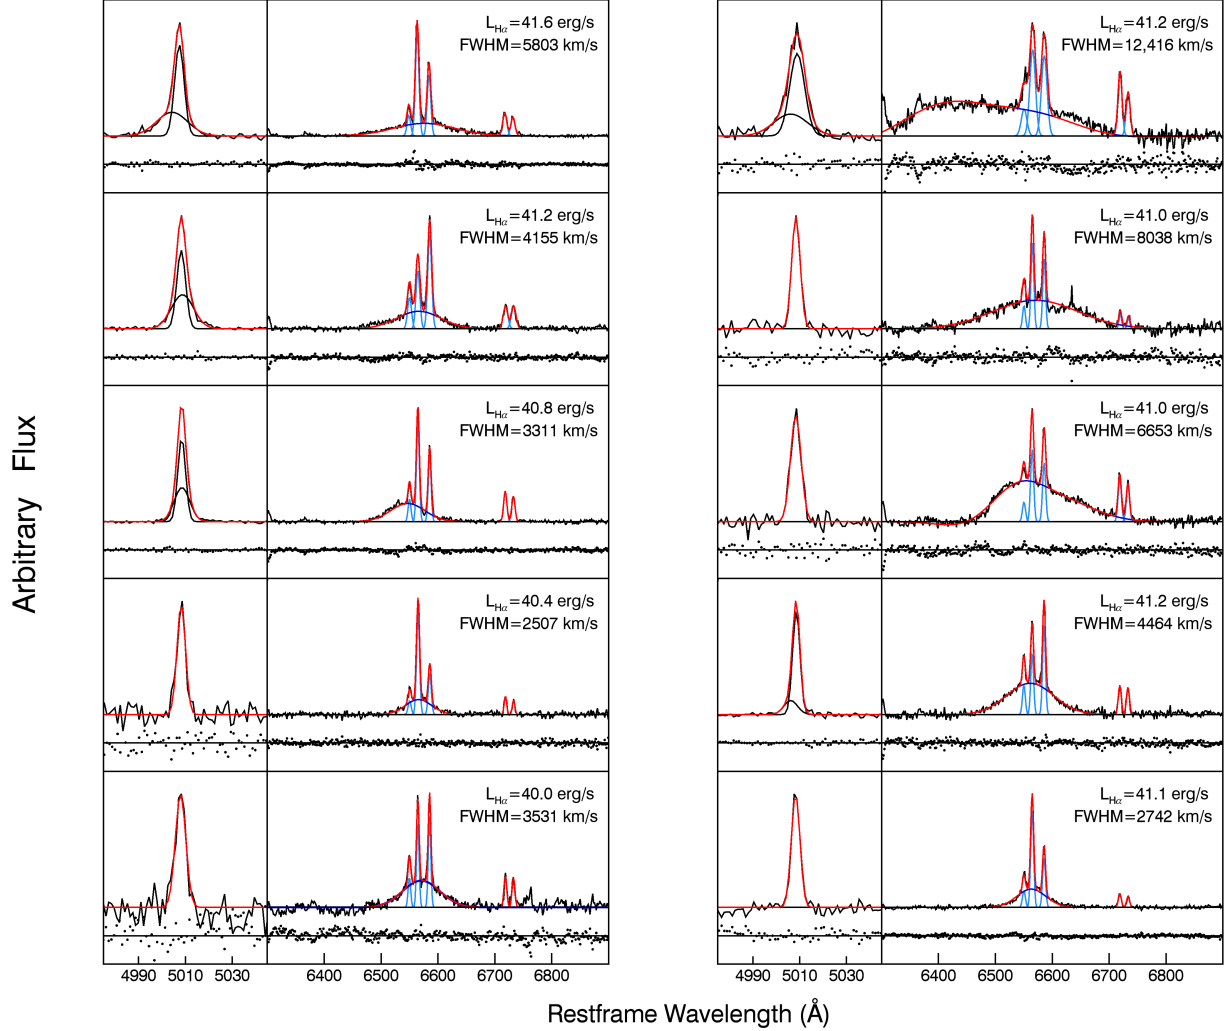 L_Hα=41.6 erg/s
FWHM=5803 km/s
L_Hα=41.2 erg/s
FWHM=12,416 km/s
L_Hα=41.2 erg/s
FWHM=4155 km/s
L_Hα=41.0 erg/s
FWHM=8038 km/s
L_Hα=40.8 erg/s
FWHM=3311 km/s
L_Hα=41.0 erg/s
FWHM=6653 km/s
L_Hα=40.4 erg/s
FWHM=2507 km/s
L_Hα=41.2 erg/s
FWHM=4464 km/s
L_Hα=40.0 erg/s
FWHM=3531 km/s
L_Hα=41.1 erg/s
FWHM=2742 km/s
Arbitrary Flux
4990 5010 5030 6400 6500 6600 6700 6800
4990 5010 5030 6400 6500 6600 6700 6800
Restframe Wavelength (Å)